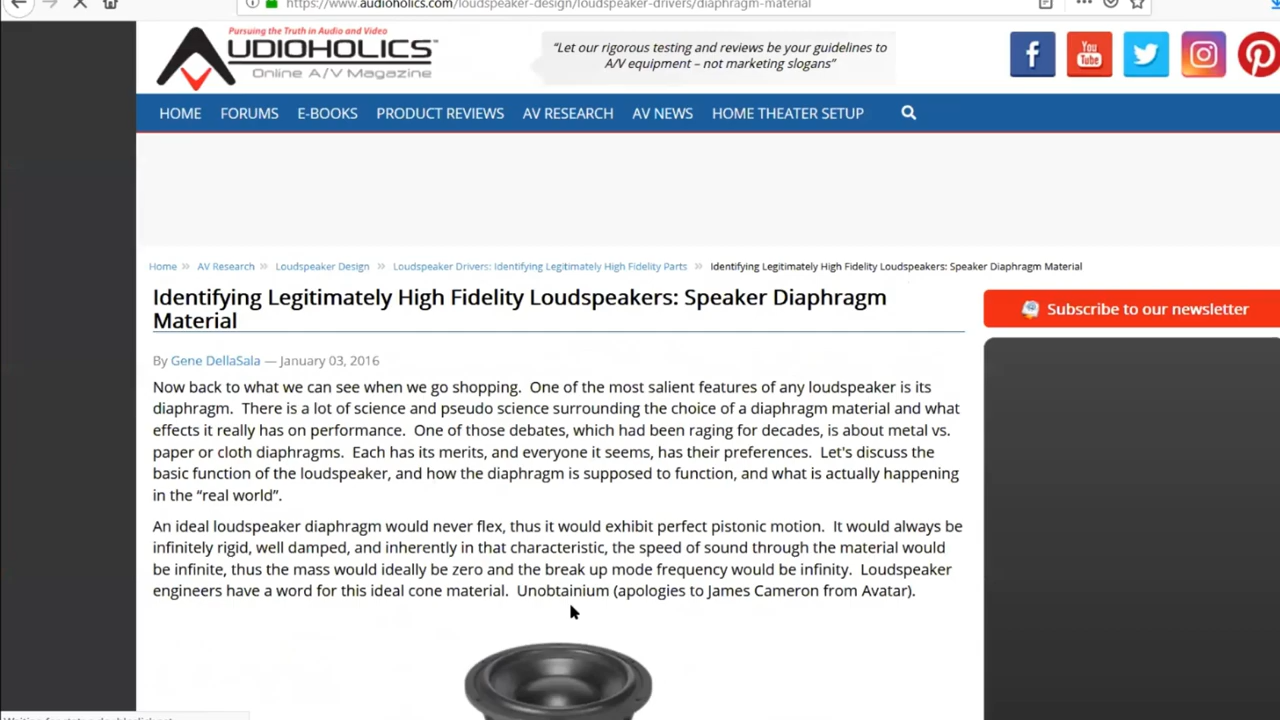 https://www.audioholics.com/loudspeaker-design/loudspeaker-drivers/diaphragm-material
Pursuing the Truth in Audio and Video
AUDIOHOLICS
Online A/V Magazine
“Let our rigorous testing and reviews be your guidelines to
A/V equipment – not marketing slogans”
You
Tube
HOME FORUMS E-BOOKS PRODUCT REVIEWS AV RESEARCH AV NEWS HOME THEATER SETUP
Home » AV Research » Loudspeaker Design » Loudspeaker Drivers: Identifying Legitimately High Fidelity Parts » Identifying Legitimately High Fidelity Loudspeakers: Speaker Diaphragm Material
Identifying Legitimately High Fidelity Loudspeakers: Speaker Diaphragm
Material
Subscribe to our newsletter
By Gene DellaSala — January 03, 2016
Now back to what we can see when we go shopping.  One of the most salient features of any loudspeaker is its
diaphragm.  There is a lot of science and pseudo science surrounding the choice of a diaphragm material and what
effects it really has on performance.  One of those debates, which had been raging for decades, is about metal vs.
paper or cloth diaphragms.  Each has its merits, and everyone it seems, has their preferences.  Let's discuss the
basic function of the loudspeaker, and how the diaphragm is supposed to function, and what is actually happening
in the “real world”.
An ideal loudspeaker diaphragm would never flex, thus it would exhibit perfect pistonic motion.  It would always be
infinitely rigid, well damped, and inherently in that characteristic, the speed of sound through the material would
be infinite, thus the mass would ideally be zero and the break up mode frequency would be infinity.  Loudspeaker
engineers have a word for this ideal cone material.  Unobtainium (apologies to James Cameron from Avatar).